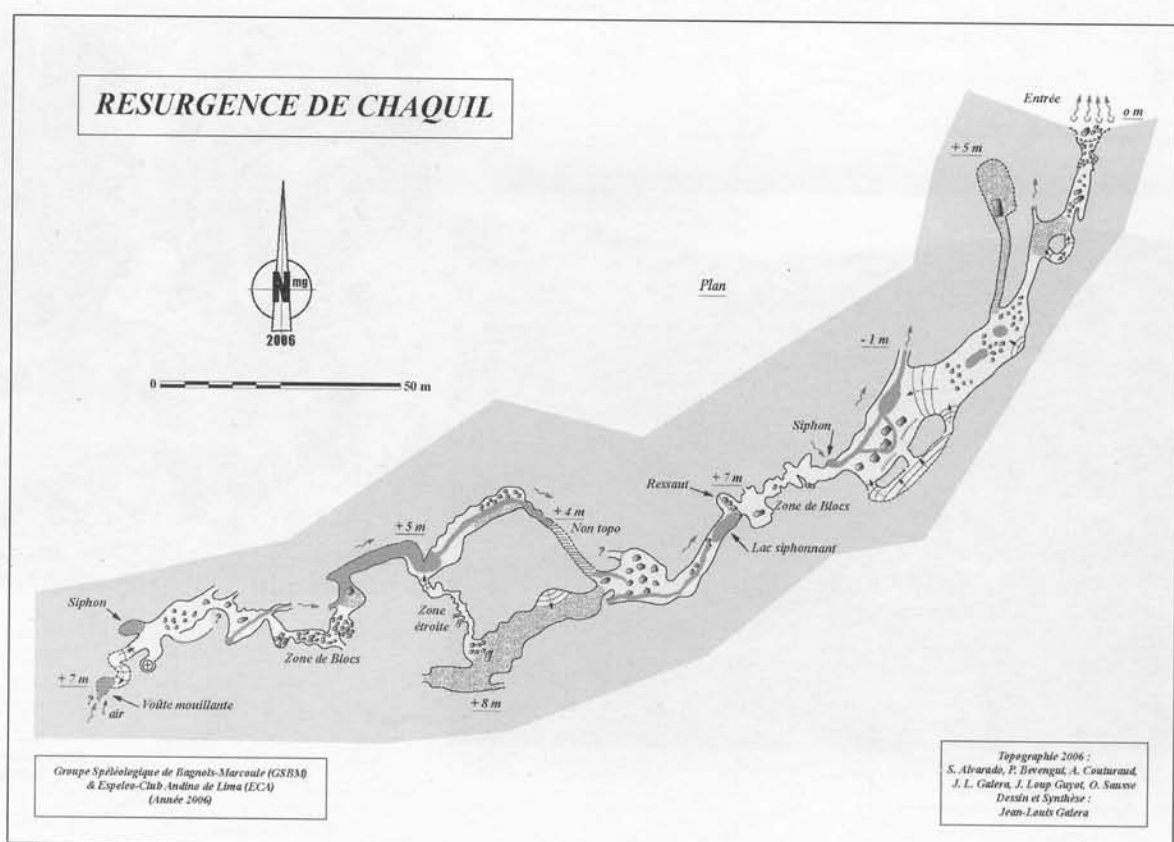 RESURGENCE DE CHAQUIL
Entrée
0 m
+ 5 m
N mg
2006
Plan
0 50 m
- 1 m
Siphon
+ 7 m
Ressaut
Zone de Blocs
+ 4 m
Non topo
+ 5 m
?
Lac siphonnant
Siphon
?
Zone
étroite
Zone de Blocs
+ 7 m
?
air
Voûte mouillante
+ 8 m
Groupe Spéléologique de Bagnols-Marcoule (GSBM)
& Espeleo-Club Andino de Lima (ECA)
(Année 2006)
Topographie 2006 :
S. Alvarado, P. Bevengut, A. Couturaud,
J. L. Galera, J. Loup Guyot, O. Sausse
Dessin et Synthèse :
Jean-Louis Galera